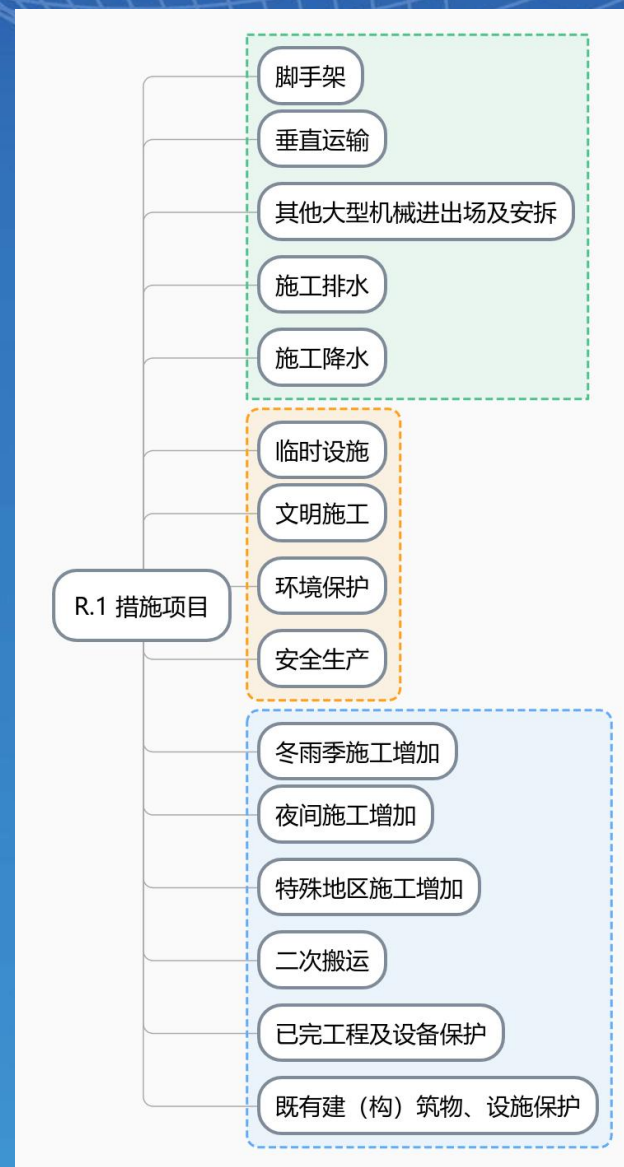 脚手架
垂直运输
其他大型机械进出场及安拆
施工排水
施工降水
临时设施
文明施工
环境保护
R.1 措施项目
安全生产
冬雨季施工增加
夜间施工增加
特殊地区施工增加
二次搬运
已完工程及设备保护
既有建（构）筑物、设施保护